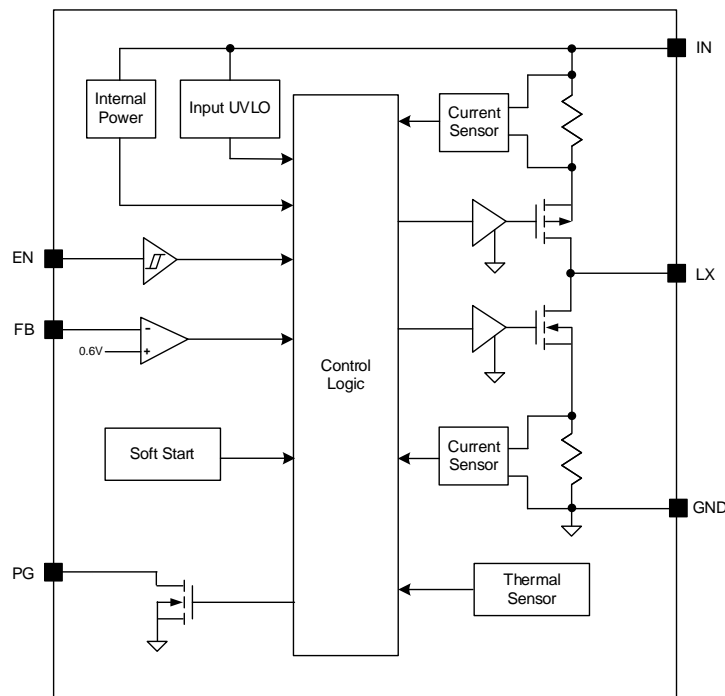 IN
Internal
Power
Input UVLO
Current
Sensor
EN
LX
FB
-
0.6V
+
Control
Logic
Soft Start
Current
Sensor
GND
PG
Thermal
Sensor